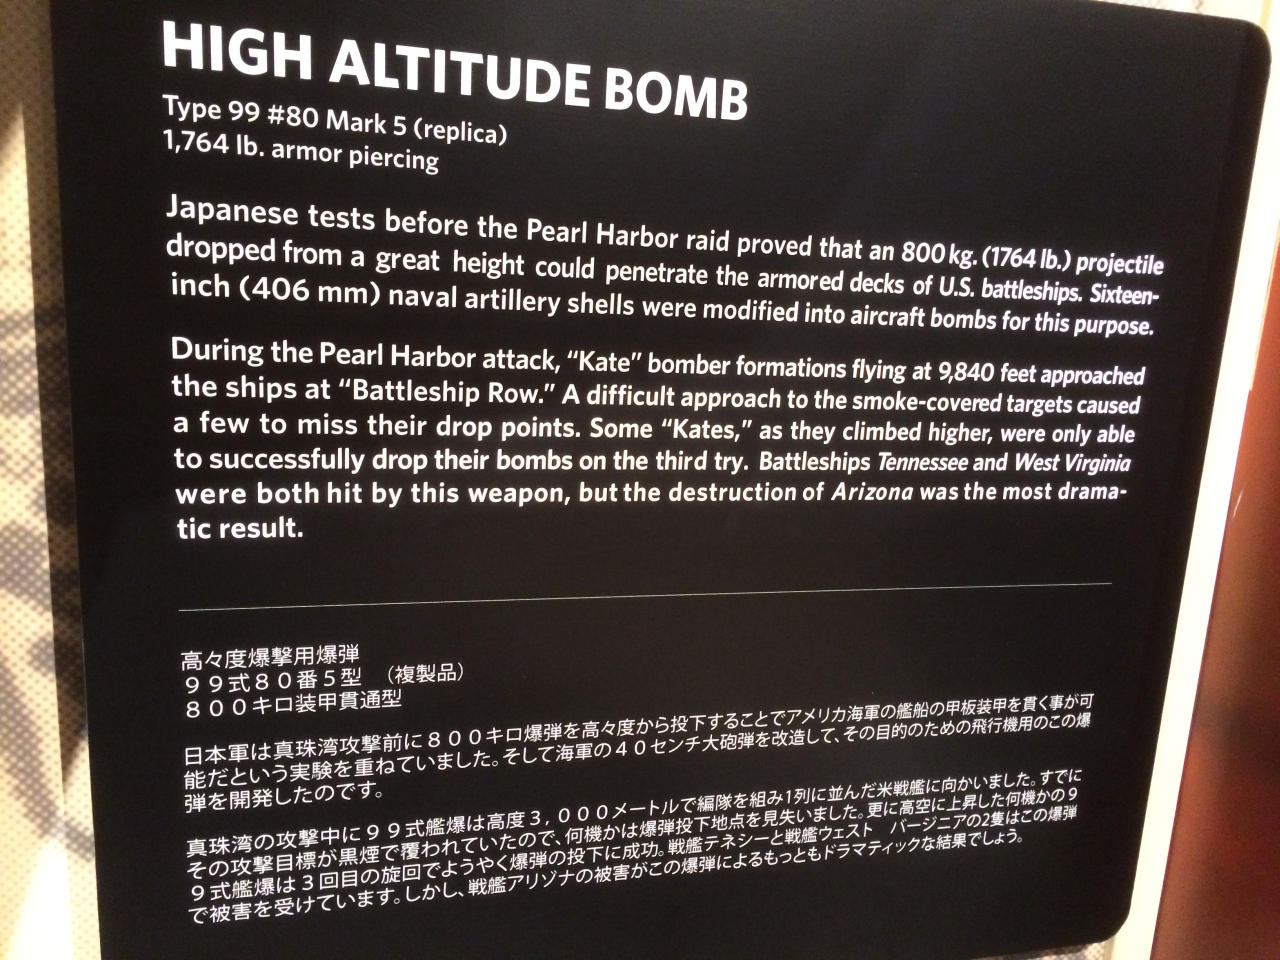 HIGH ALTITUDE BOMB
Type 99 #80 Mark 5 (replica)
1,764 lb. armor piercing
Japanese tests before the Pearl Harbor raid proved that an 800 kg. (1764 lb.) projectile
dropped from a great height could penetrate the armored decks of U.S. battleships. Sixteen-
inch (406 mm) naval artillery shells were modified into aircraft bombs for this purpose.
During the Pearl Harbor attack, “Kate” bomber formations flying at 9,840 feet approached
the ships at “Battleship Row.” A difficult approach to the smoke-covered targets caused
a few to miss their drop points. Some “Kates,” as they climbed higher, were only able
to successfully drop their bombs on the third try. Battleships Tennessee and West Virginia
were both hit by this weapon, but the destruction of Arizona was the most drama-
tic result.
高々度爆撃用爆弾
９９式８０番５型　（複製品）
８００キロ装甲貫通型
日本軍は真珠湾攻撃前に８００キロ爆弾を高々度から投下することでアメリカ海軍の艦船の甲板装甲を貫く事が可
能だという実験を重ねていました。そして海軍の４０センチ大砲弾を改造して、その目的のための飛行機用のこの爆
弾を開発したのです。
真珠湾の攻撃中に９９式艦爆は高度３，０００メートルで編隊を組み1列に並んだ米戦艦に向かいました。すでに
その攻撃目標が黒煙で覆われていたので、何機かは爆弾投下地点を見失いました。更に高空に上昇した何機かの９
９式艦爆は３回目の旋回でようやく爆弾の投下に成功。戦艦テネシーと戦艦ウェスト　バージニアの2隻はこの爆弾
で被害を受けています。しかし、戦艦アリゾナの被害がこの爆弾によるもっともドラマティックな結果でしょう。